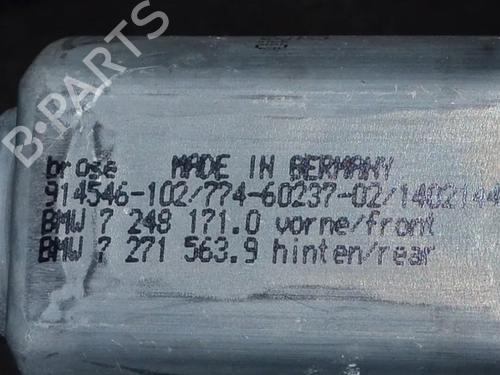 B·PARTS
brose MADE IN GERMANY
914546-102/774-60237-02/1402144
BMW 7 248 171.0 vorne/front
BMW 7 271 563.9 hinten/rear